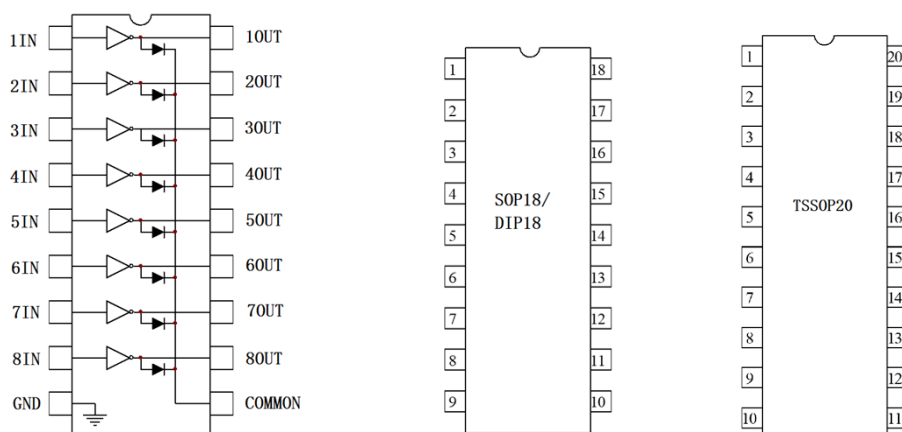 1IN 1OUT
2IN 2OUT
3IN 3OUT
4IN 4OUT
5IN 5OUT
6IN 6OUT
7IN 7OUT
8IN 8OUT
GND COMMON
1 18
2 17
3 16
4 15
SOP18/
DIP18
5 14
6 13
7 12
8 11
9 10
1 20
2 19
3 18
4 17
TSSOP20
5 16
6 15
7 14
8 13
9 12
10 11